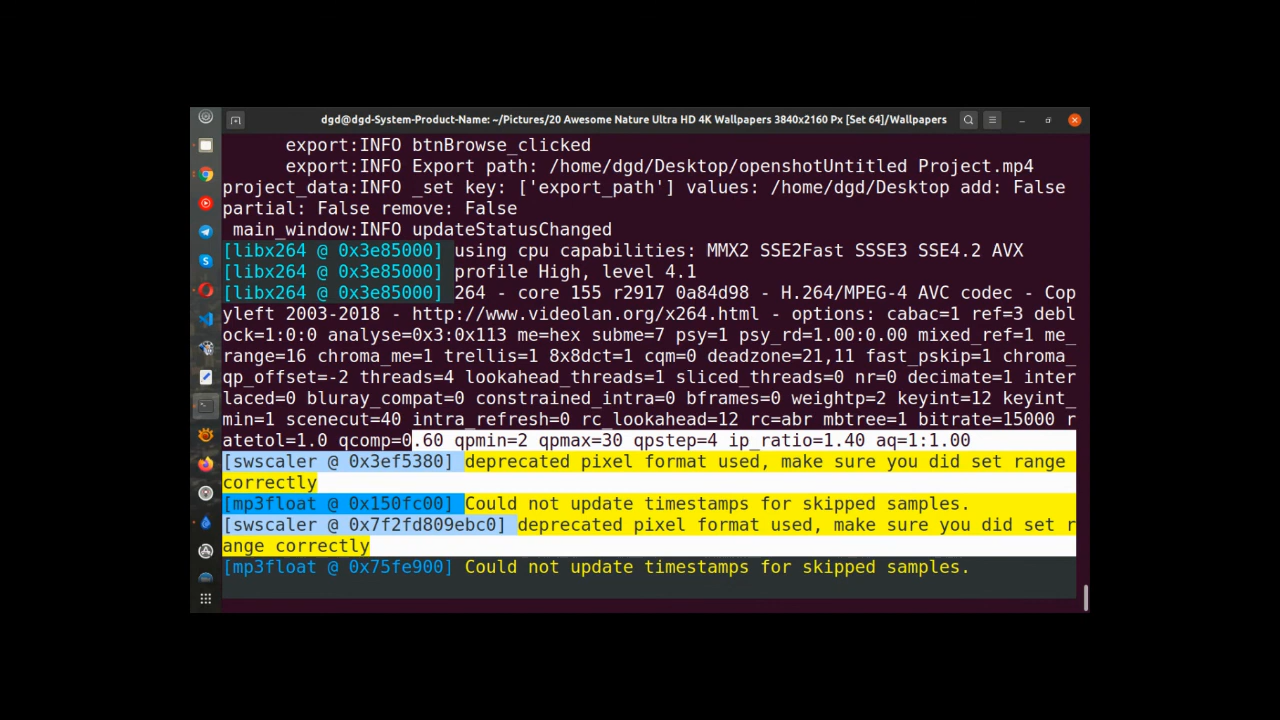 dgd@dgd-System-Product-Name: ~/Pictures/20 Awesome Nature Ultra HD 4K Wallpapers 3840x2160 Px [Set 64]/Wallpapers
export:INFO btnBrowse_clicked
export:INFO Export path: /home/dgd/Desktop/openshotUntitled Project.mp4
project_data:INFO _set key: ['export_path'] values: /home/dgd/Desktop add: False
partial: False remove: False
main_window:INFO updateStatusChanged
[libx264 @ 0x3e85000] using cpu capabilities: MMX2 SSE2Fast SSSE3 SSE4.2 AVX
[libx264 @ 0x3e85000] profile High, level 4.1
[libx264 @ 0x3e85000] 264 - core 155 r2917 0a84d98 - H.264/MPEG-4 AVC codec - Cop
yleft 2003-2018 - http://www.videolan.org/x264.html - options: cabac=1 ref=3 debl
ock=1:0:0 analyse=0x3:0x113 me=hex subme=7 psy=1 psy_rd=1.00:0.00 mixed_ref=1 me_
range=16 chroma_me=1 trellis=1 8x8dct=1 cqm=0 deadzone=21,11 fast_pskip=1 chroma_
qp_offset=-2 threads=4 lookahead_threads=1 sliced_threads=0 nr=0 decimate=1 inter
laced=0 bluray_compat=0 constrained_intra=0 bframes=0 weightp=2 keyint=12 keyint_
min=1 scenecut=40 intra_refresh=0 rc_lookahead=12 rc=abr mbtree=1 bitrate=15000 r
atetol=1.0 qcomp=0.60 qpmin=2 qpmax=30 qpstep=4 ip_ratio=1.40 aq=1:1.00
[swscaler @ 0x3ef5380] deprecated pixel format used, make sure you did set range
correctly
[mp3float @ 0x150fc00] Could not update timestamps for skipped samples.
[swscaler @ 0x7f2fd809ebc0] deprecated pixel format used, make sure you did set r
ange correctly
[mp3float @ 0x75fe900] Could not update timestamps for skipped samples.